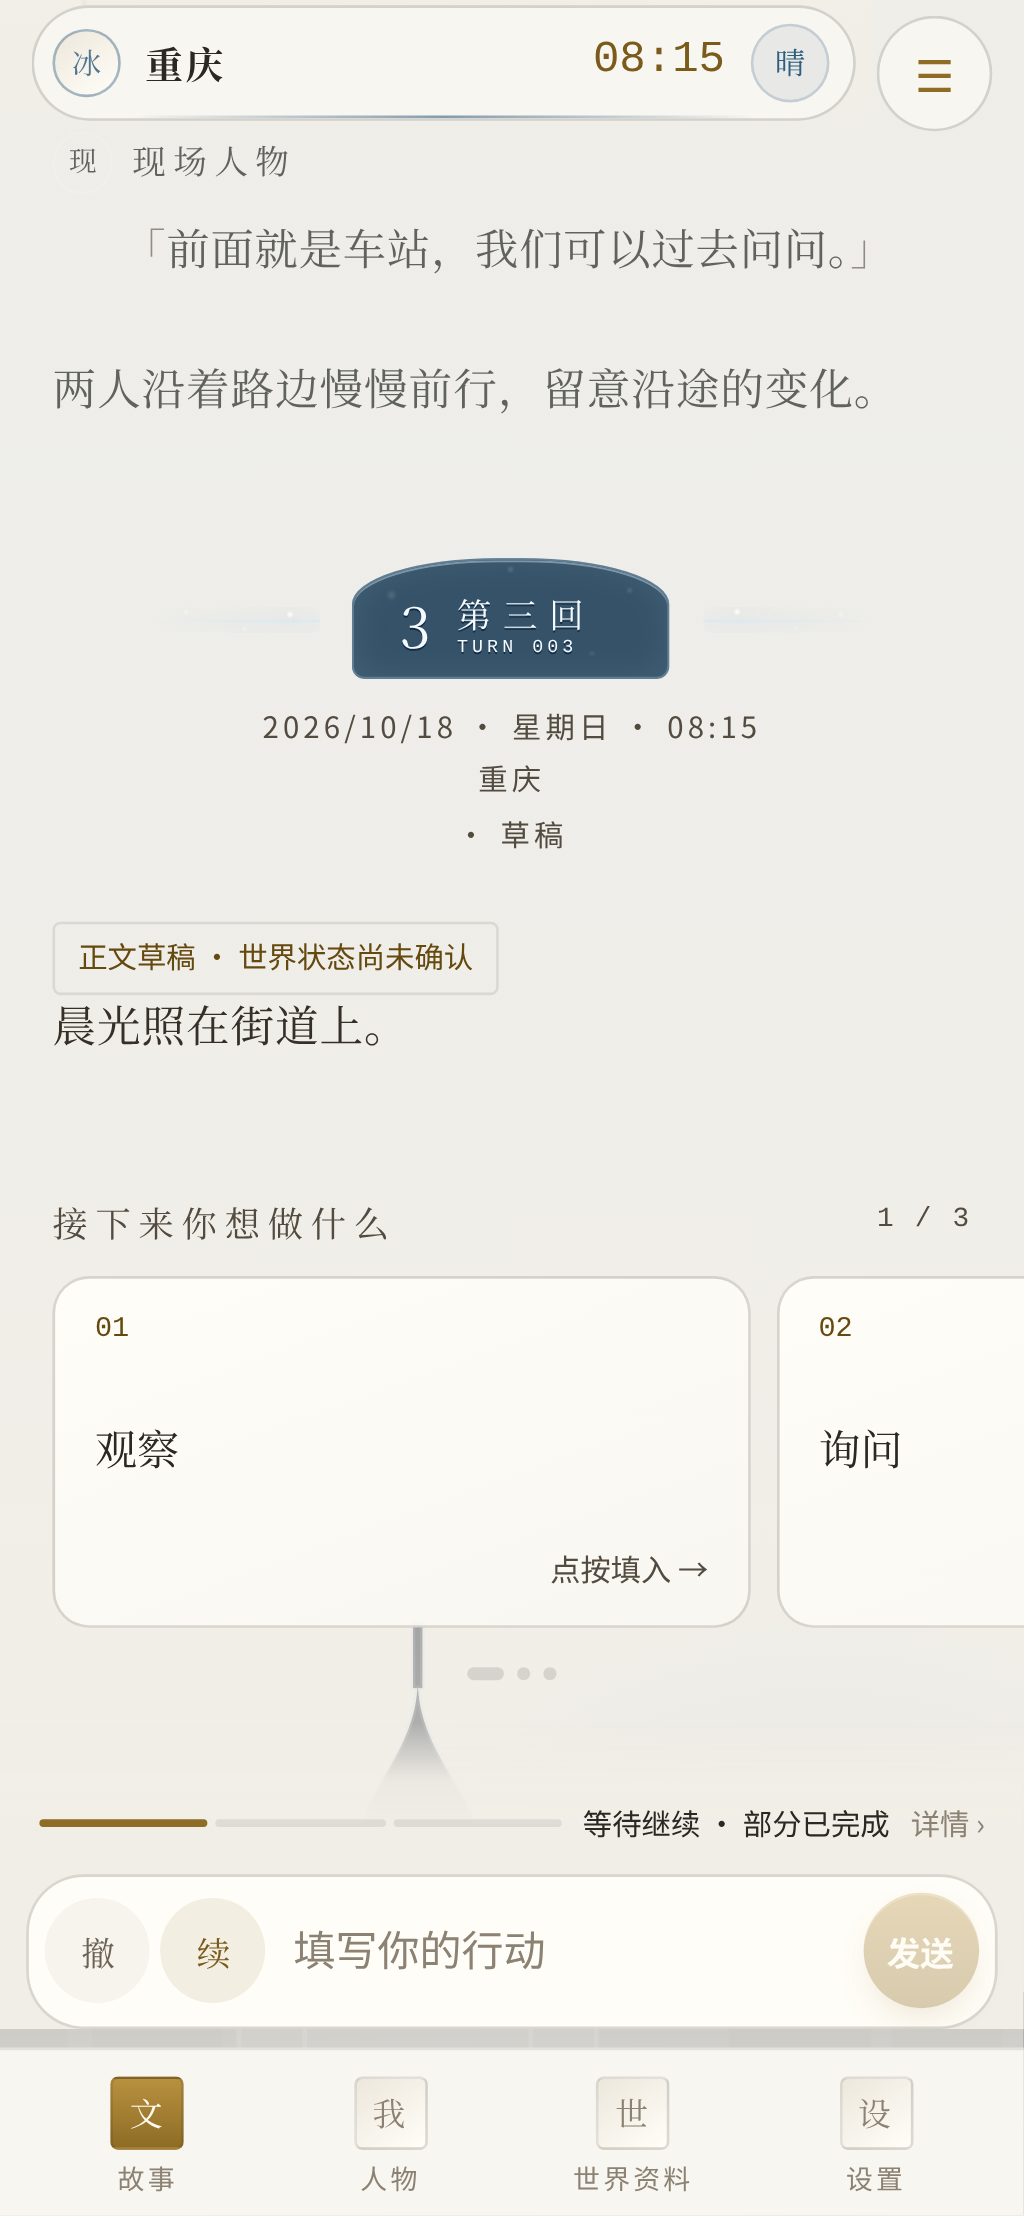 冰 重庆 08:15 晴 ☰
现 现场人物
「前面就是车站，我们可以过去问问。」
两人沿着路边慢慢前行，留意沿途的变化。
3 第三回
TURN 003
2026/10/18 · 星期日 · 08:15
重庆
· 草稿
正文草稿 · 世界状态尚未确认
晨光照在街道上。
接下来你想做什么 1 / 3
01 02
观察 询问
点按填入 →
等待继续 · 部分已完成 详情 ›
撤 续 填写你的行动 发送
文 我 世 设
故事 人物 世界资料 设置